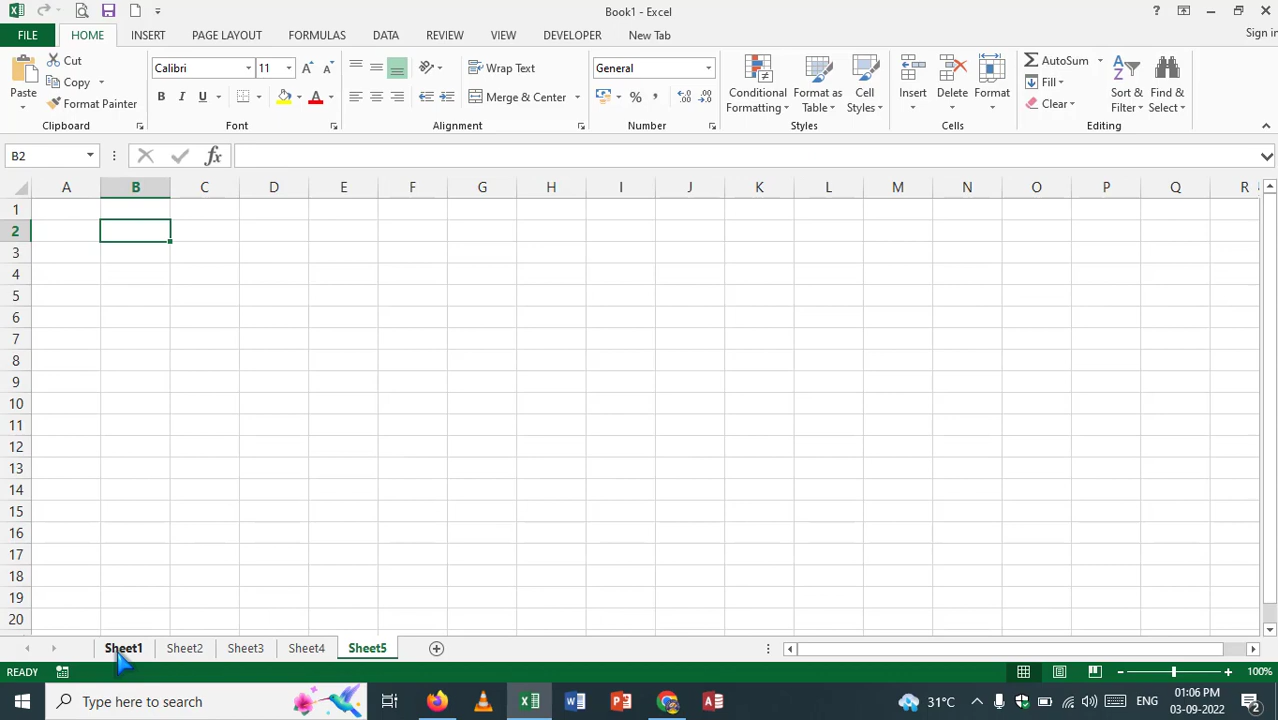 Book1 - Excel
FILE HOME INSERT PAGE LAYOUT FORMULAS DATA REVIEW VIEW DEVELOPER New Tab Sign in
Cut
Copy
Format Painter
Paste
Clipboard
Calibri 11
B I U A
Font
Wrap Text
Merge & Center
Alignment
General
% ,
Number
Conditional Formatting
Format as Table
Cell Styles
Styles
Insert
Delete
Format
Cells
AutoSum
Fill
Clear
Sort & Filter
Find & Select
Editing
B2 fx
A B C D E F G H I J K L M N O P Q R
1
2
3
4
5
6
7
8
9
10
11
12
13
14
15
16
17
18
19
20
Sheet1 Sheet2 Sheet3 Sheet4 Sheet5
READY 100%
Type here to search 31°C ENG 01:06 PM
03-09-2022 2